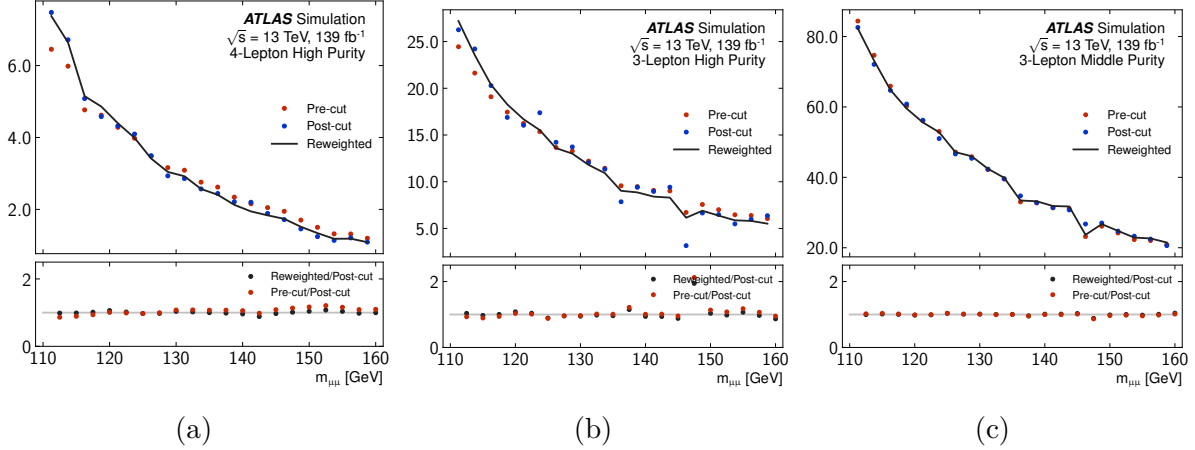 ATLAS Simulation
√s = 13 TeV, 139 fb⁻¹
4-Lepton High Purity
Pre-cut
Post-cut
Reweighted
6.0
4.0
2.0
Reweighted/Post-cut
Pre-cut/Post-cut
2
1
0
110 120 130 140 150 160
mμμ [GeV]
(a)
ATLAS Simulation
√s = 13 TeV, 139 fb⁻¹
3-Lepton High Purity
Pre-cut
Post-cut
Reweighted
25.0
20.0
15.0
10.0
5.0
Reweighted/Post-cut
Pre-cut/Post-cut
2
1
0
110 120 130 140 150 160
mμμ [GeV]
(b)
ATLAS Simulation
√s = 13 TeV, 139 fb⁻¹
3-Lepton Middle Purity
Pre-cut
Post-cut
Reweighted
80.0
60.0
40.0
20.0
Reweighted/Post-cut
Pre-cut/Post-cut
2
1
0
110 120 130 140 150 160
mμμ [GeV]
(c)